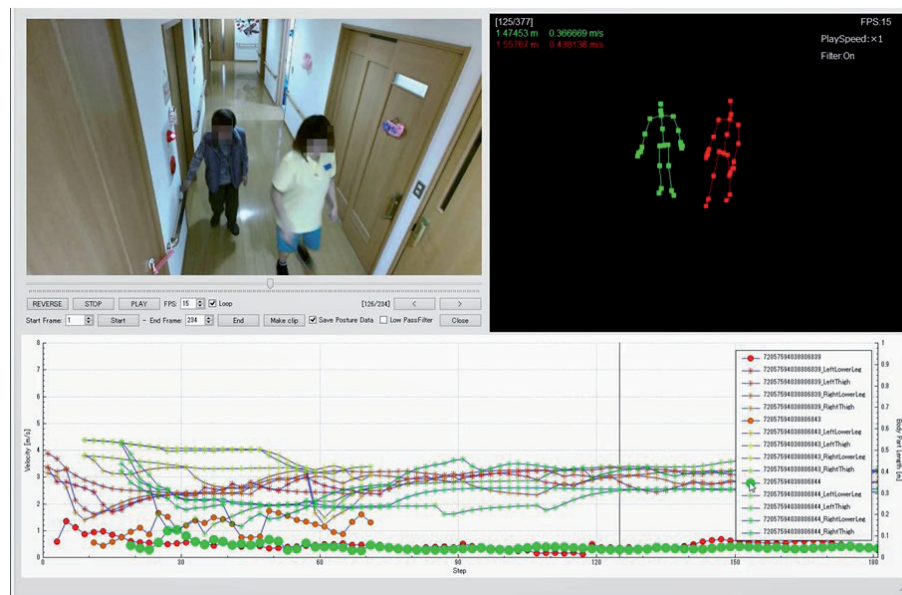 [125/377]
FPS:15
1.47453 m 0.366669 m/s
1.55767 m 0.438138 m/s
PlaySpeed:×1
Filter:On
REVERSE STOP PLAY FPS: 15 Loop [126/234] < >
Start Frame: 1 Start - End Frame: 234 End Make clip Save Posture Data Low PassFilter Close
Velocity [m/s]
8
7
6
5
4
3
2
1
0
0 30 60 90 120 150 180
Step
72057594038006839
72057594038006839_LeftLowerLeg
72057594038006839_LeftThigh
72057594038006839_RightLowerLeg
72057594038006839_RightThigh
72057594038006843
72057594038006843_LeftLowerLeg
72057594038006843_LeftThigh
72057594038006843_RightLowerLeg
72057594038006843_RightThigh
72057594038006844
72057594038006844_LeftLowerLeg
72057594038006844_LeftThigh
72057594038006844_RightLowerLeg
72057594038006844_RightThigh
1
0.9
0.8
0.7
0.6
0.5
0.4
0.3
0.2
0.1
0
Body Part Length [m]